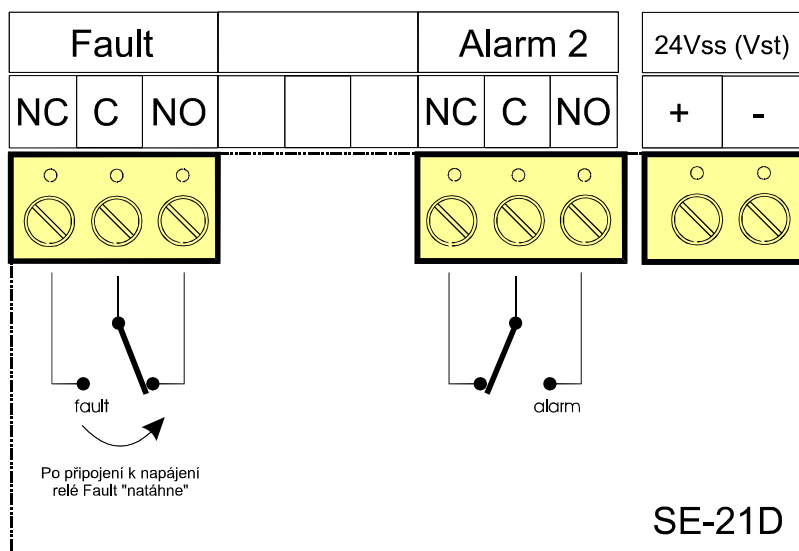 Fault Alarm 2 24Vss (Vst)
NC C NO NC C NO + -
fault alarm
Po připojení k napájení
relé Fault "natáhne"
SE-21D